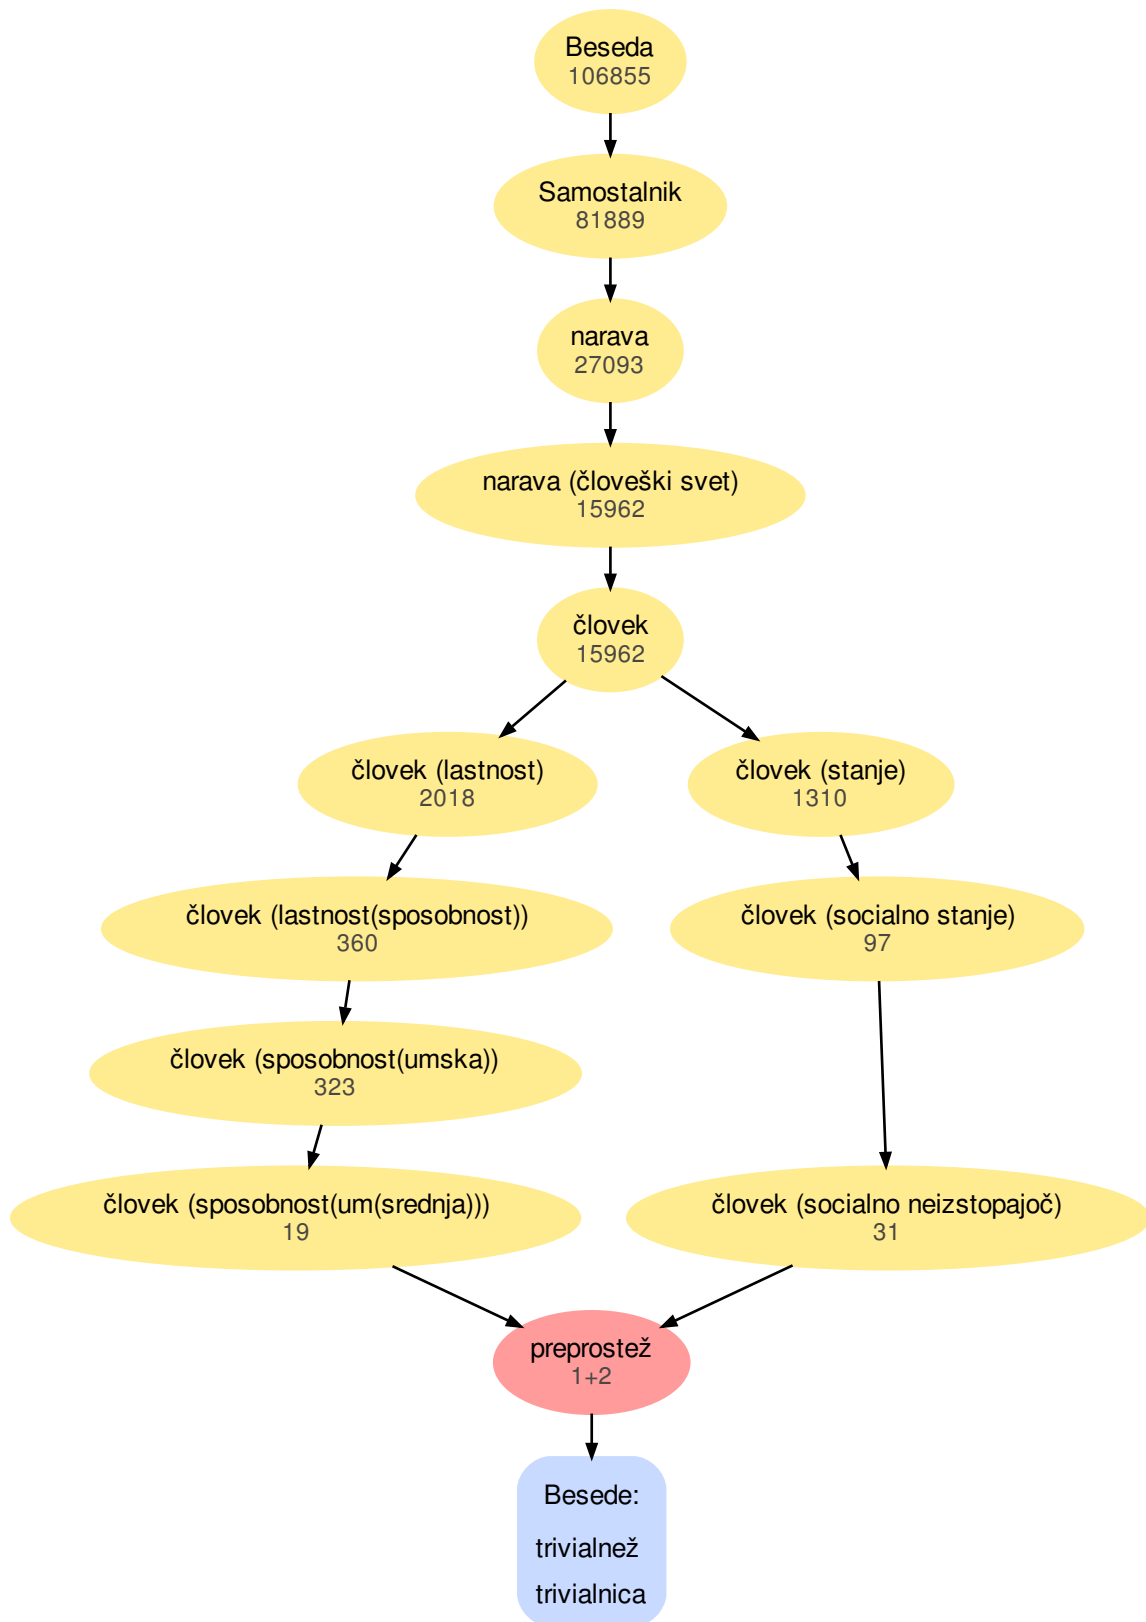 Beseda
106855
Samostalnik
81889
narava
27093
narava (človeški svet)
15962
človek
15962
človek (lastnost)
2018
človek (stanje)
1310
človek (lastnost(sposobnost))
360
človek (socialno stanje)
97
človek (sposobnost(umska))
323
človek (sposobnost(um(srednja)))
19
človek (socialno neizstopajoč)
31
preprostež
1+2
Besede:
trivialnež
trivialnica